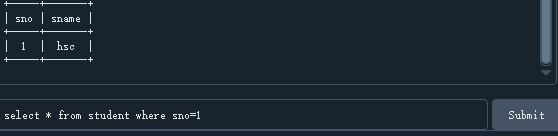 sno | sname
1 | hsc
select * from student where sno=1
Submit